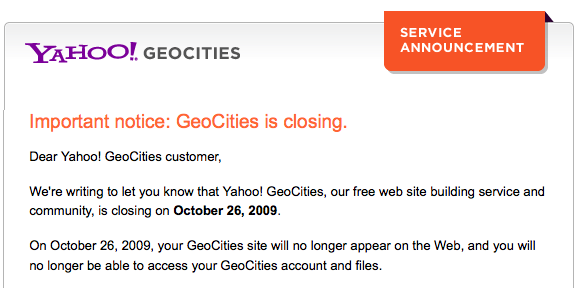 YAHOO! GEOCITIES
SERVICE
ANNOUNCEMENT
Important notice: GeoCities is closing.
Dear Yahoo! GeoCities customer,
We're writing to let you know that Yahoo! GeoCities, our free web site building service and
community, is closing on October 26, 2009.
On October 26, 2009, your GeoCities site will no longer appear on the Web, and you will
no longer be able to access your GeoCities account and files.